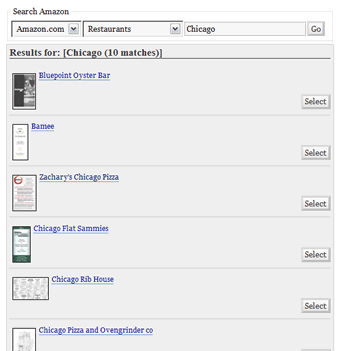 Search Amazon
Amazon.com Restaurants Chicago Go
Results for: [Chicago (10 matches)]
Bluepoint Oyster Bar
Select
Bamee
Select
Zachary's Chicago Pizza
Select
Chicago Flat Sammies
Select
Chicago Rib House
Select
Chicago Pizza and Ovengrinder co